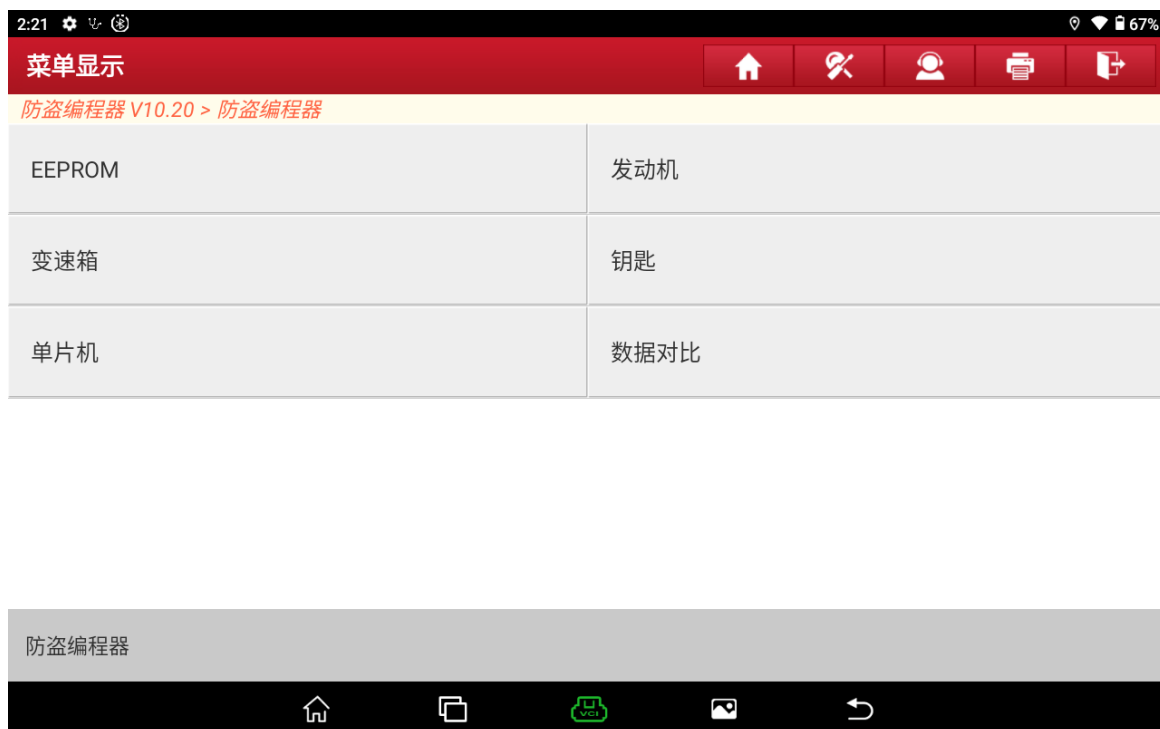 2:21 67%
菜单显示
防盗编程器 V10.20 > 防盗编程器
EEPROM 发动机
变速箱 钥匙
单片机 数据对比
防盗编程器
VCI